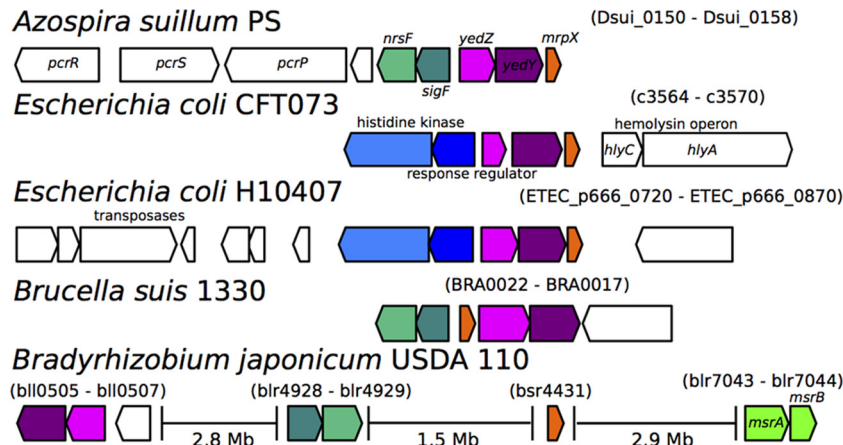 Azospira suillum PS
(Dsui_0150 - Dsui_0158)
nrsF
yedZ
mrpX
pcrR
pcrS
pcrP
yedY
sigF
Escherichia coli CFT073
(c3564 - c3570)
histidine kinase
hemolysin operon
hlyC
hlyA
response regulator
Escherichia coli H10407
(ETEC_p666_0720 - ETEC_p666_0870)
transposases
Brucella suis 1330
(BRA0022 - BRA0017)
Bradyrhizobium japonicum USDA 110
(bll0505 - bll0507)
(blr4928 - blr4929)
(bsr4431)
(blr7043 - blr7044)
msrB
msrA
2.8 Mb
1.5 Mb
2.9 Mb